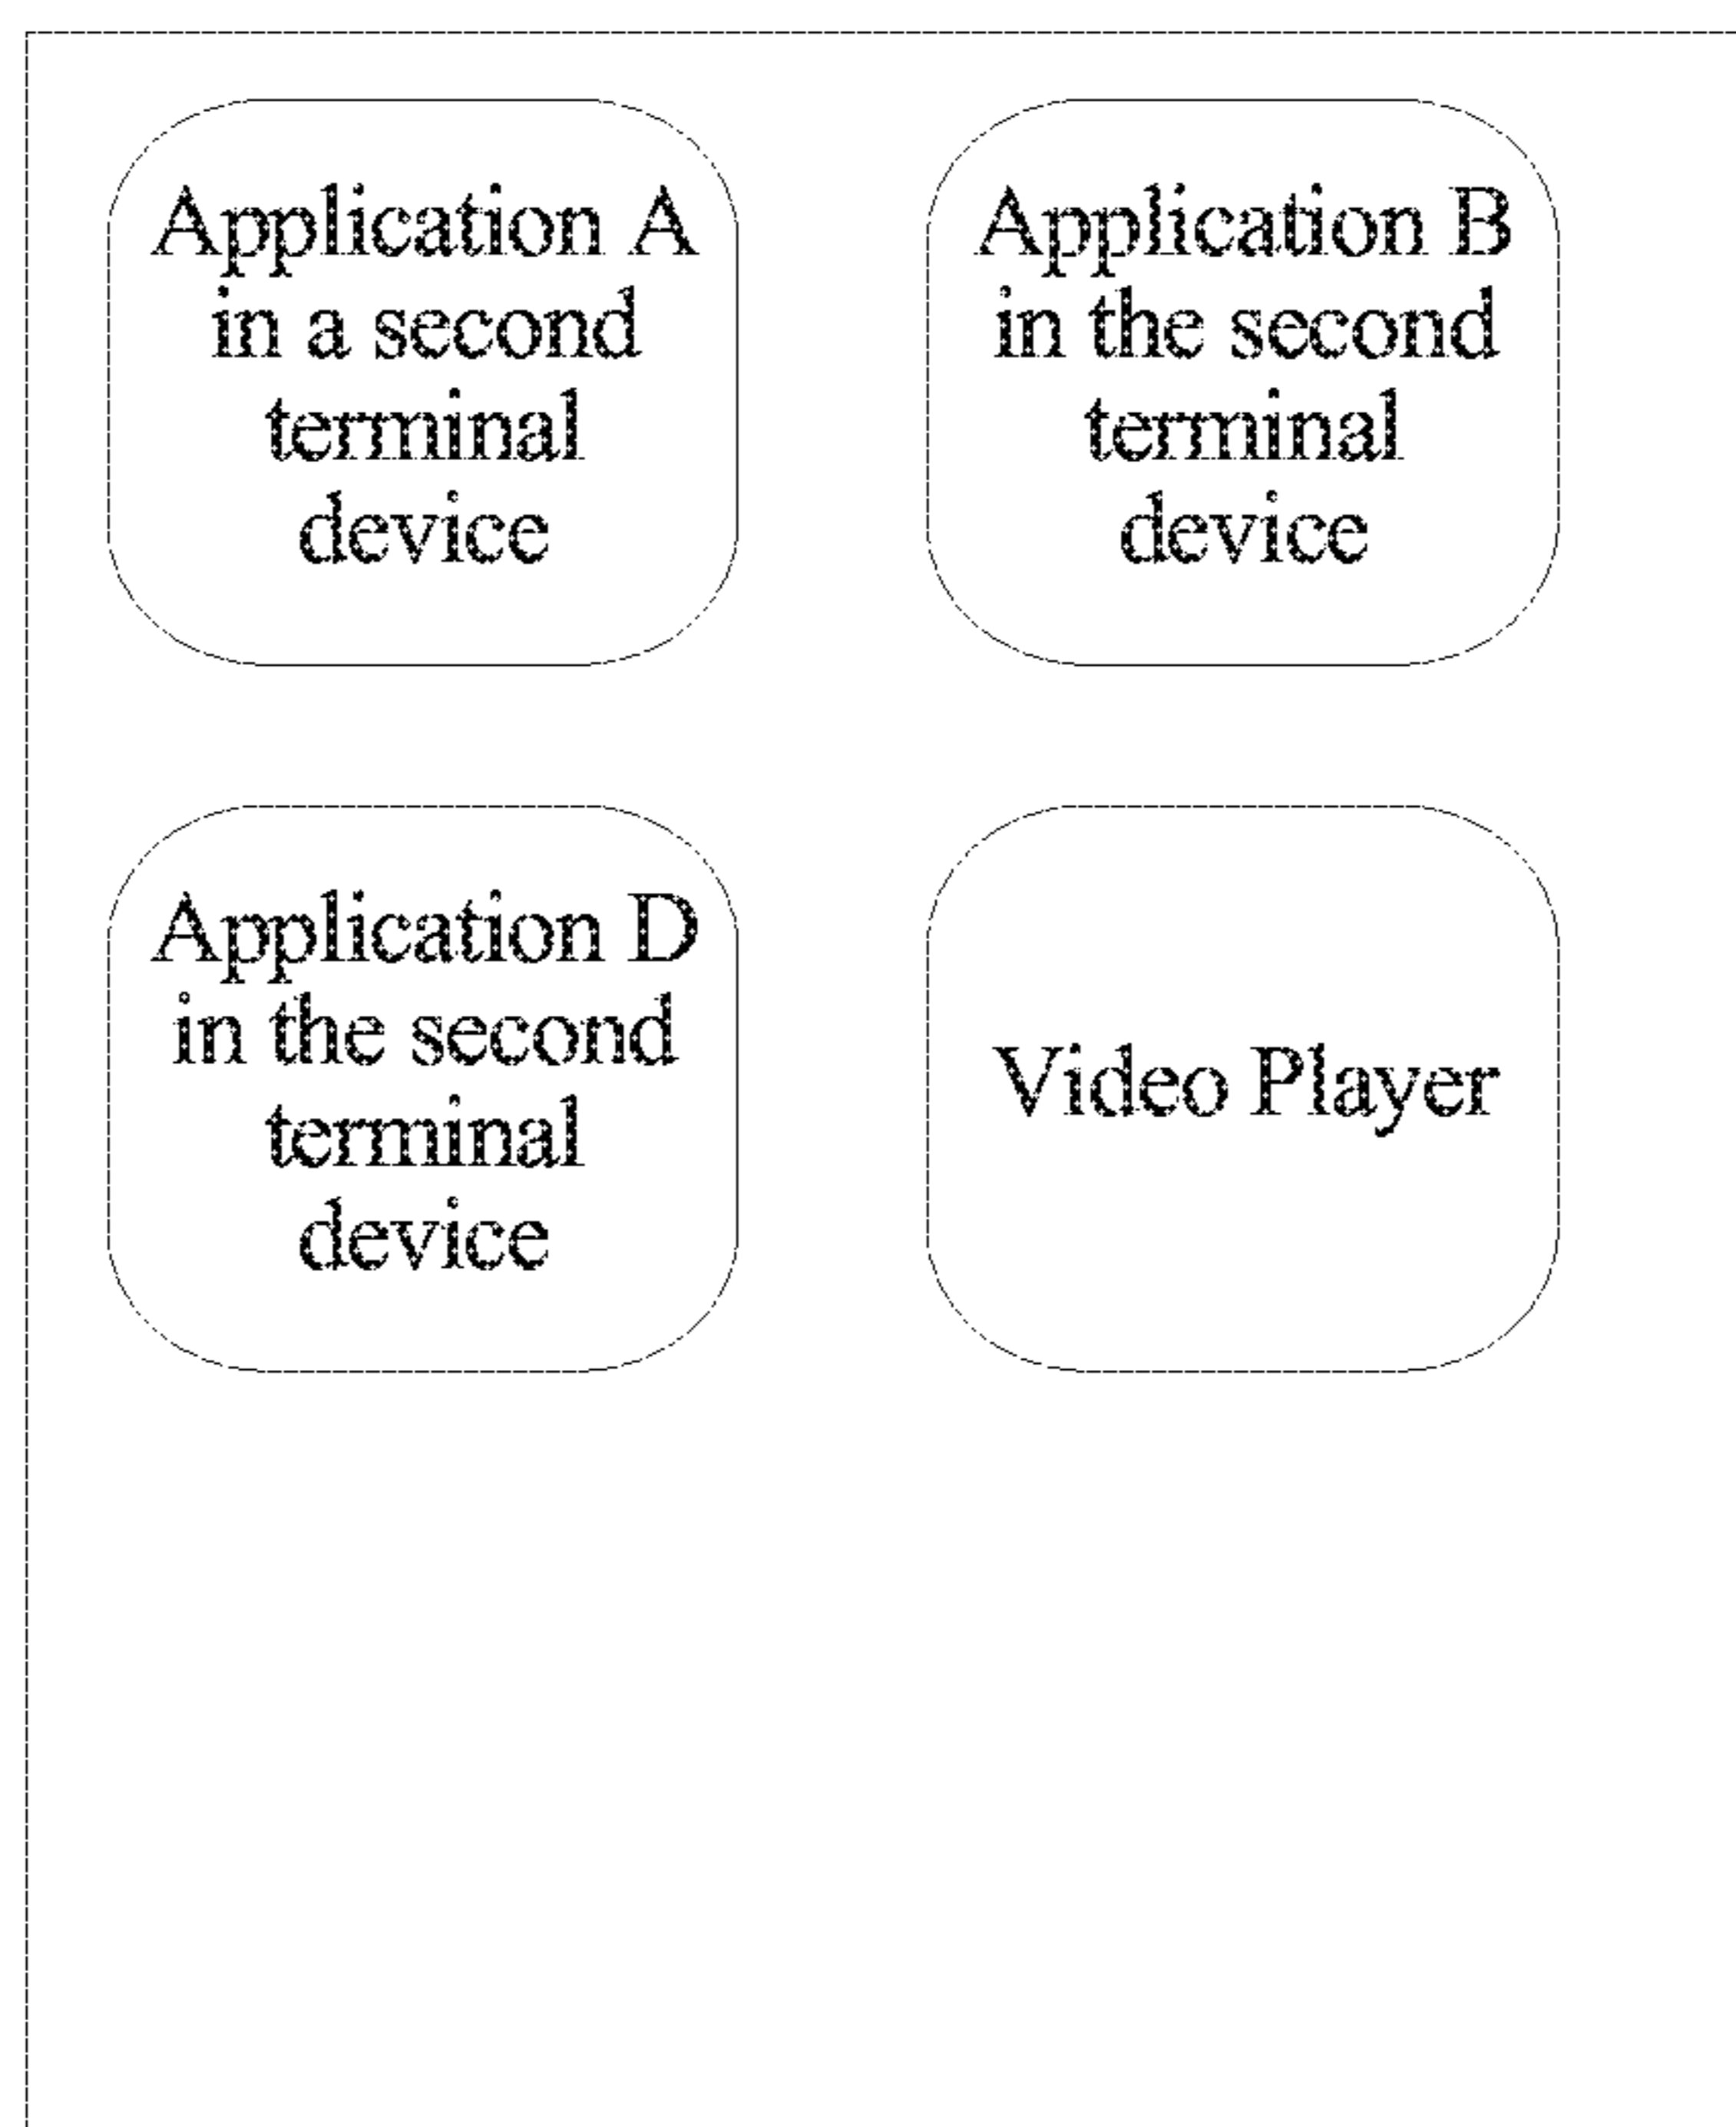 Application A
in a second
terminal
device
Application B
in the second
terminal
device
Application D
in the second
terminal
device
Video Player